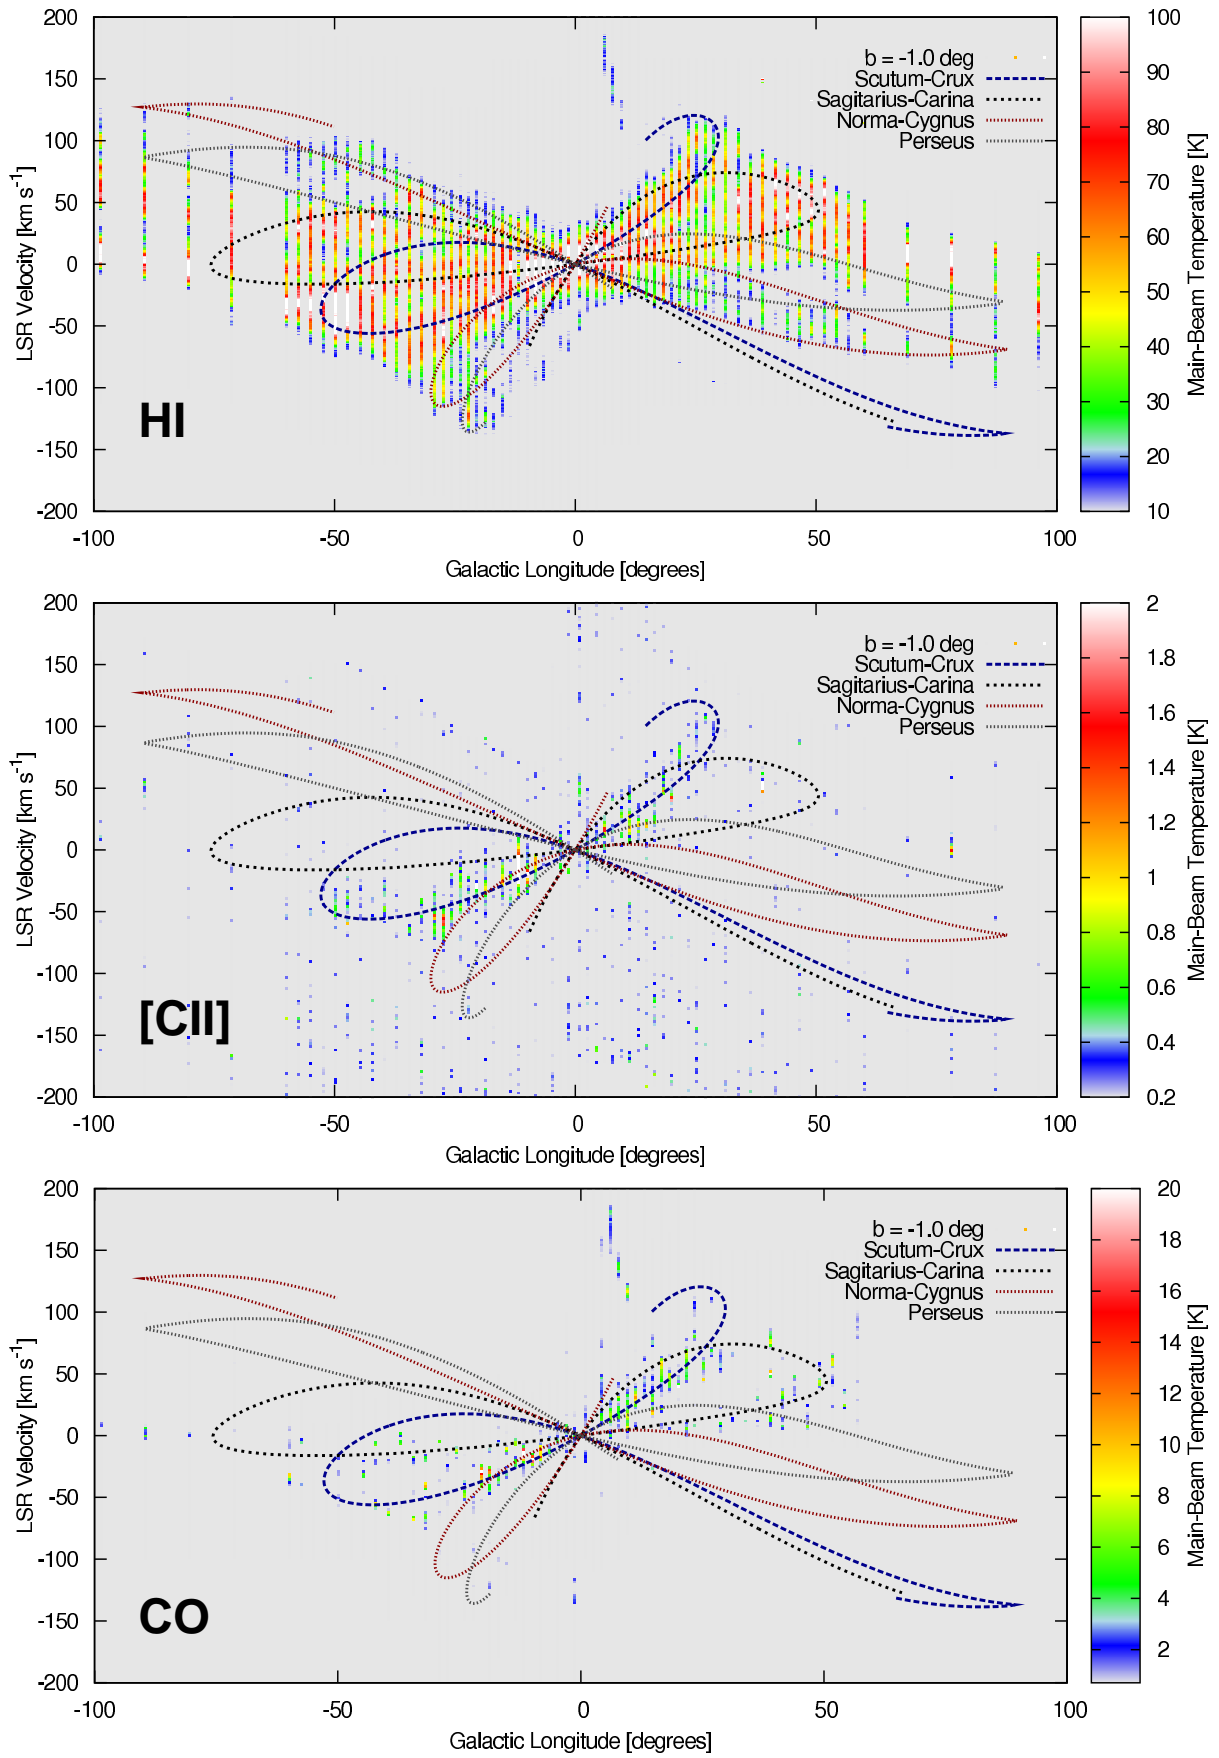 200
150
100
50
0
-50
-100
-150
-200
LSR Velocity [km s-1]
b = -1.0 deg
Scutum-Crux
Sagitarius-Carina
Norma-Cygnus
Perseus
HI
-100
-50
0
50
100
Galactic Longitude [degrees]
100
90
80
70
60
50
40
30
20
10
Main-Beam Temperature [K]
200
150
100
50
0
-50
-100
-150
-200
LSR Velocity [km s-1]
b = -1.0 deg
Scutum-Crux
Sagitarius-Carina
Norma-Cygnus
Perseus
[CII]
-100
-50
0
50
100
Galactic Longitude [degrees]
2
1.8
1.6
1.4
1.2
1
0.8
0.6
0.4
0.2
Main-Beam Temperature [K]
200
150
100
50
0
-50
-100
-150
-200
LSR Velocity [km s-1]
b = -1.0 deg
Scutum-Crux
Sagitarius-Carina
Norma-Cygnus
Perseus
CO
-100
-50
0
50
100
Galactic Longitude [degrees]
20
18
16
14
12
10
8
6
4
2
Main-Beam Temperature [K]